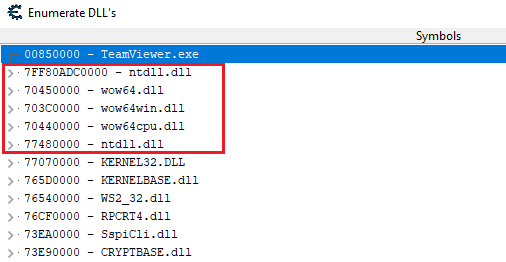 Enumerate DLL's
Symbols
00850000 - TeamViewer.exe
7FF80ADC0000 - ntdll.dll
70450000 - wow64.dll
703C0000 - wow64win.dll
70440000 - wow64cpu.dll
77480000 - ntdll.dll
77070000 - KERNEL32.DLL
765D0000 - KERNELBASE.dll
76540000 - WS2_32.dll
76CF0000 - RPCRT4.dll
73EA0000 - SspiCli.dll
73E90000 - CRYPTBASE.dll